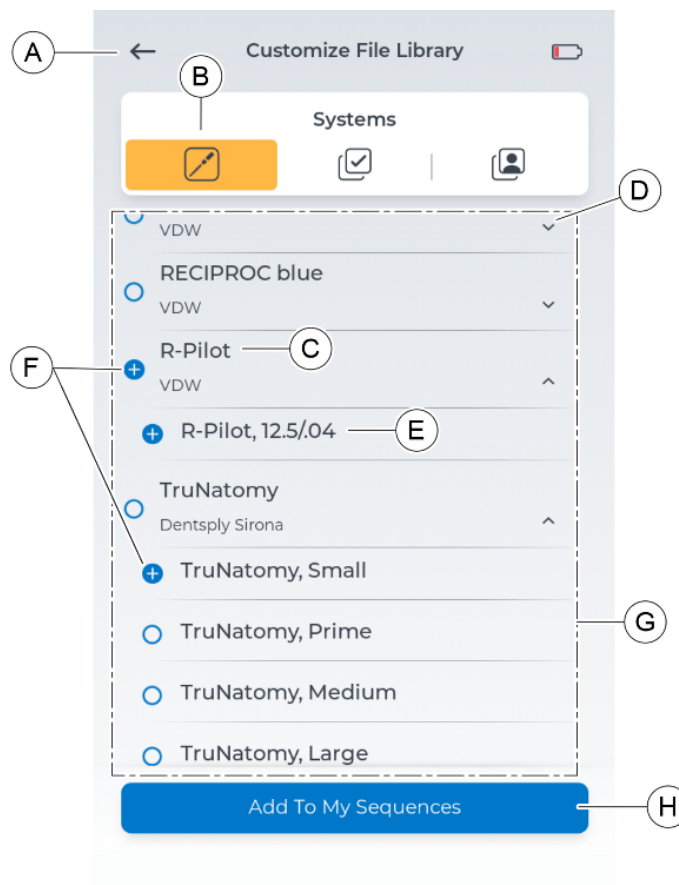 A
Customize File Library
B
Systems
D
VDW
RECIPROC blue
VDW
R-Pilot
C
F
VDW
R-Pilot, 12.5/.04
E
TruNatomy
Dentsply Sirona
TruNatomy, Small
TruNatomy, Prime
G
TruNatomy, Medium
TruNatomy, Large
Add To My Sequences
H